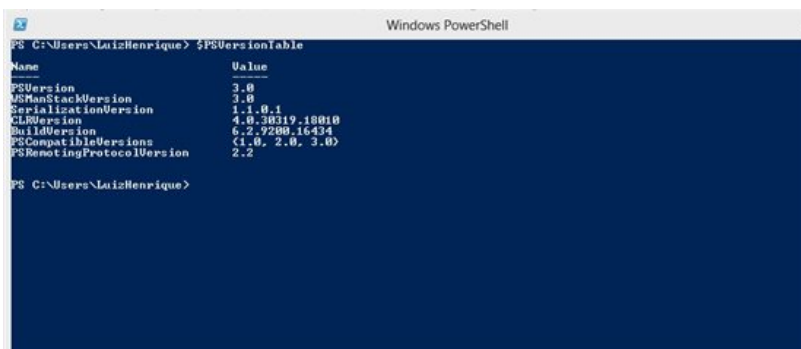 Windows PowerShell
PS C:\Users\LuizHenrique> $PSVersionTable
Name Value
---- -----
PSVersion 3.0
WSManStackVersion 3.0
SerializationVersion 1.1.0.1
CLRVersion 4.0.30319.18010
BuildVersion 6.2.9200.16434
PSCompatibleVersions {1.0, 2.0, 3.0}
PSRemotingProtocolVersion 2.2
PS C:\Users\LuizHenrique>